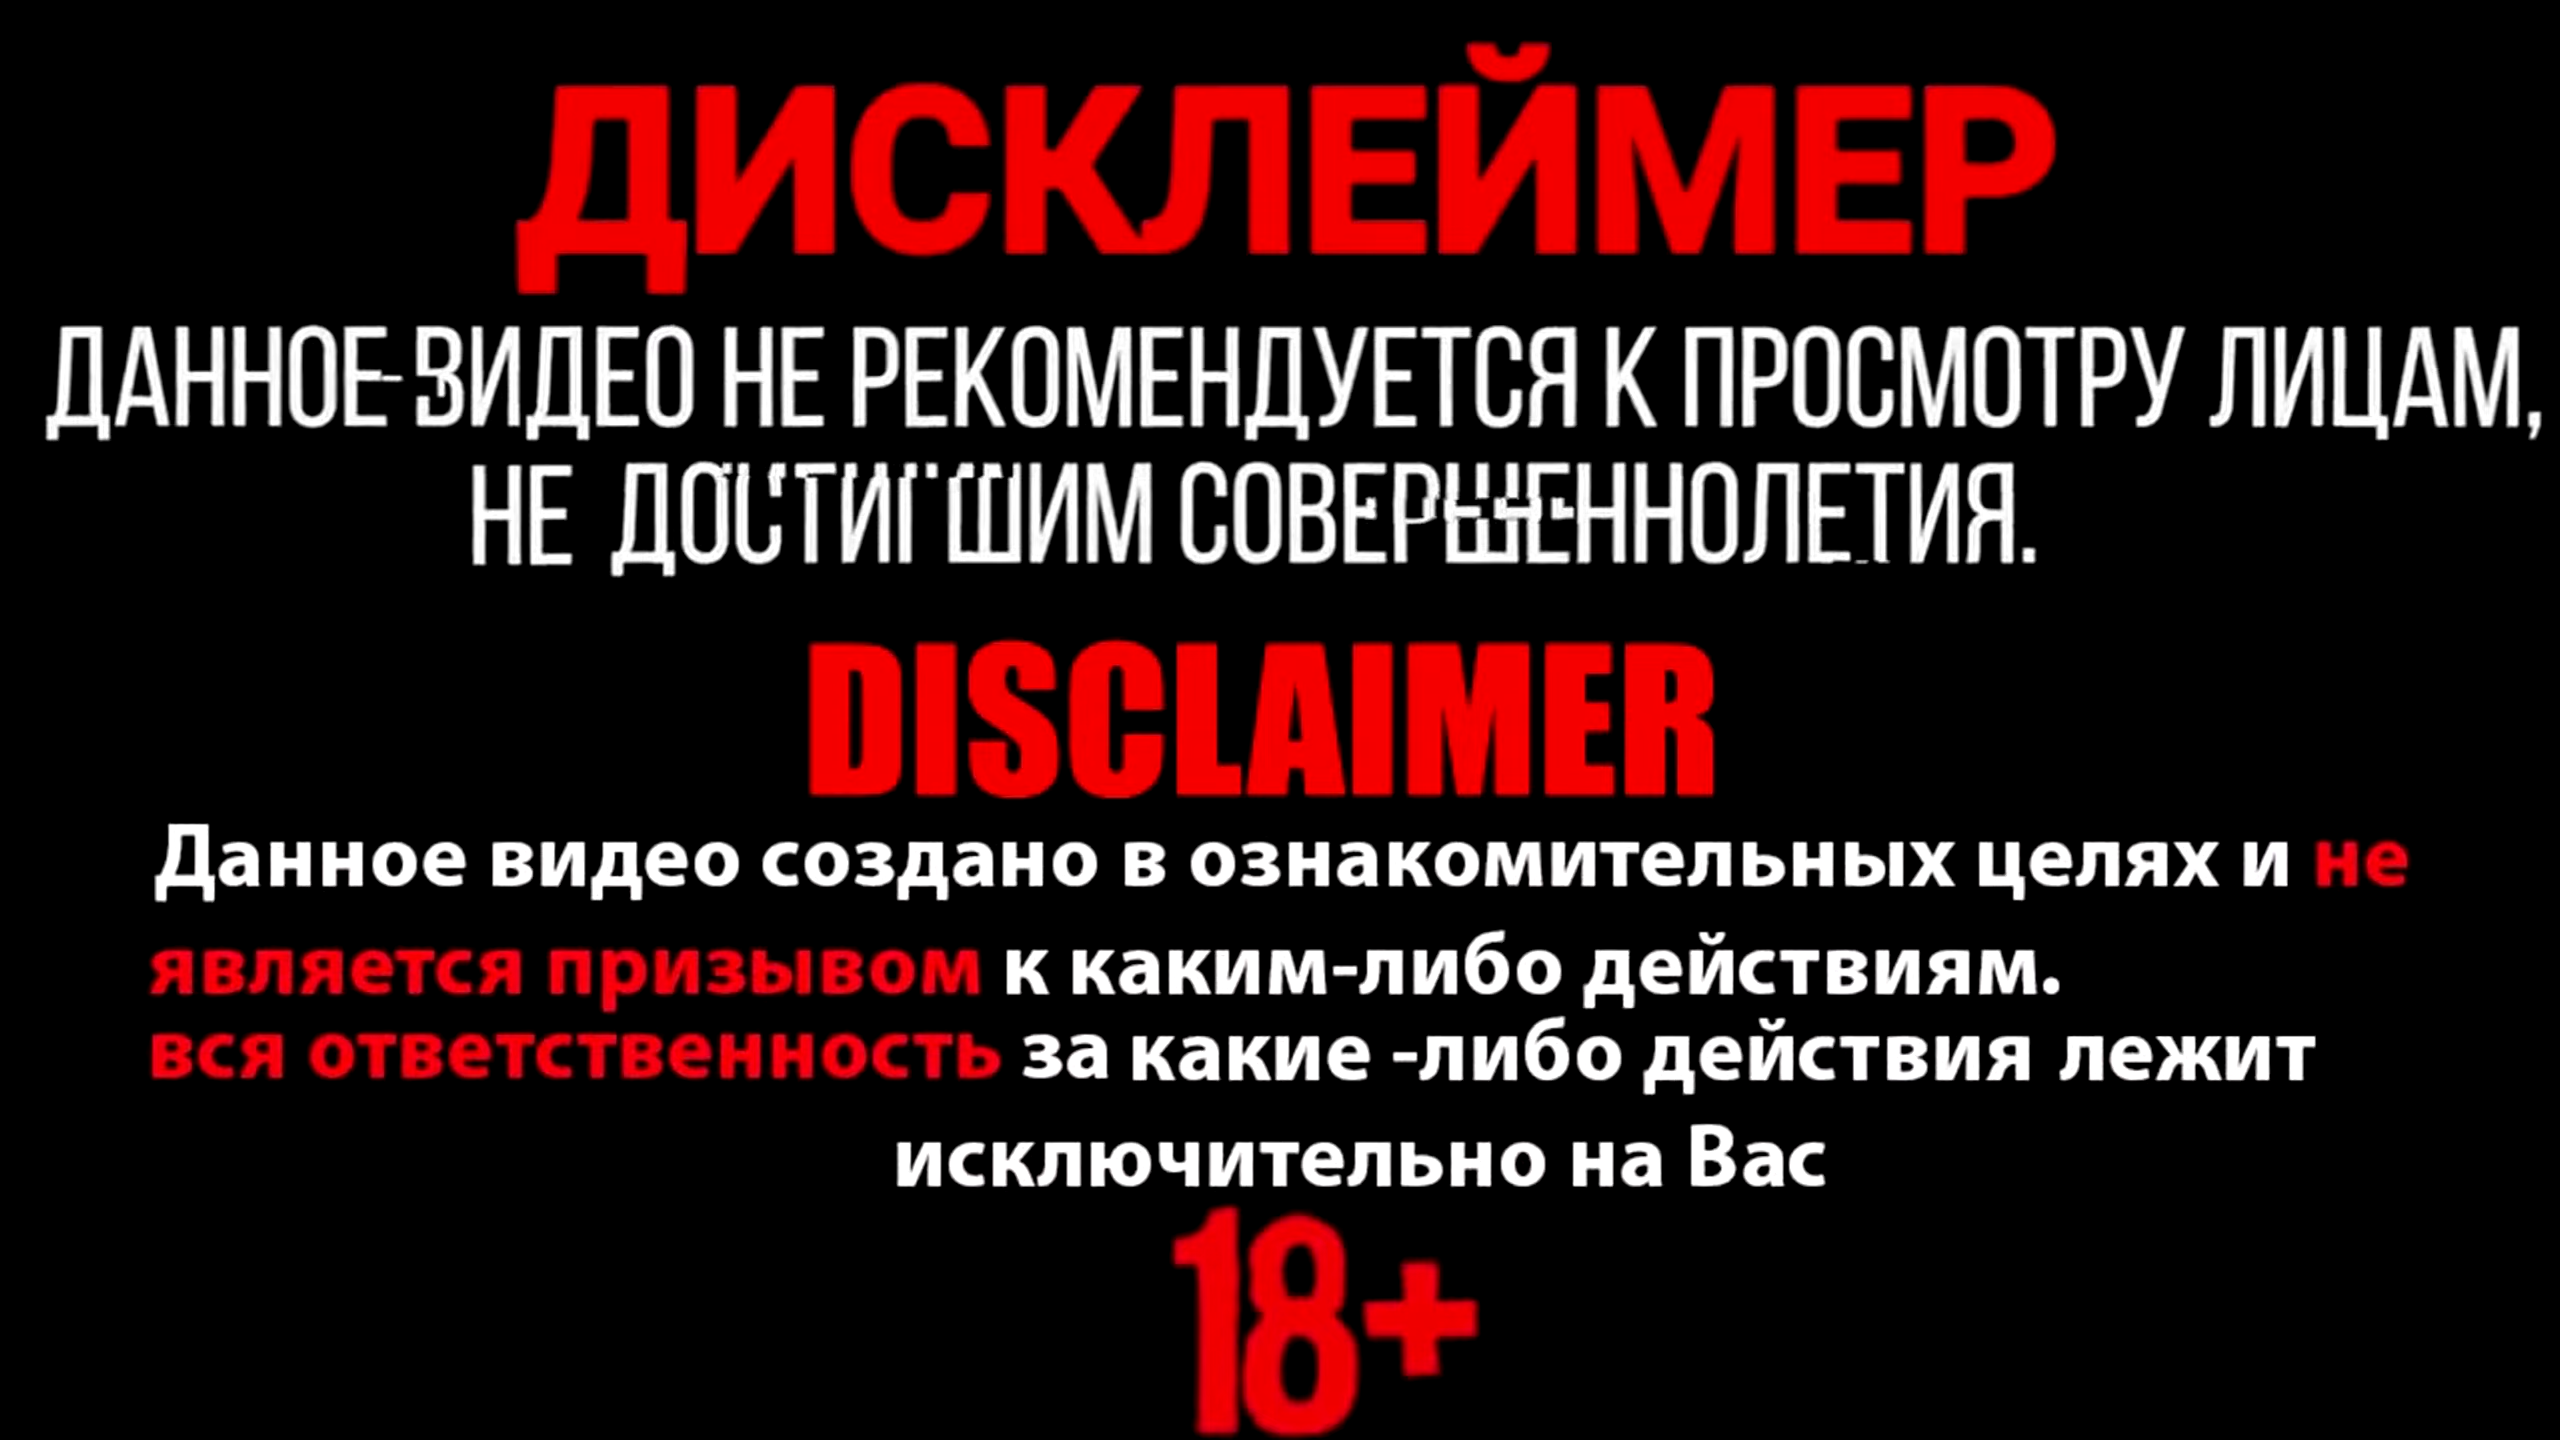 ДИСКЛЕЙМЕР
ДАННОЕ ВИДЕО НЕ РЕКОМЕНДУЕТСЯ К ПРОСМОТРУ ЛИЦАМ,
НЕ ДОСТИГШИМ СОВЕРШЕННОЛЕТИЯ.
DISCLAIMER
Данное видео создано в ознакомительных целях и не
является призывом к каким-либо действиям.
вся ответственность за какие -либо действия лежит
исключительно на Вас
18+